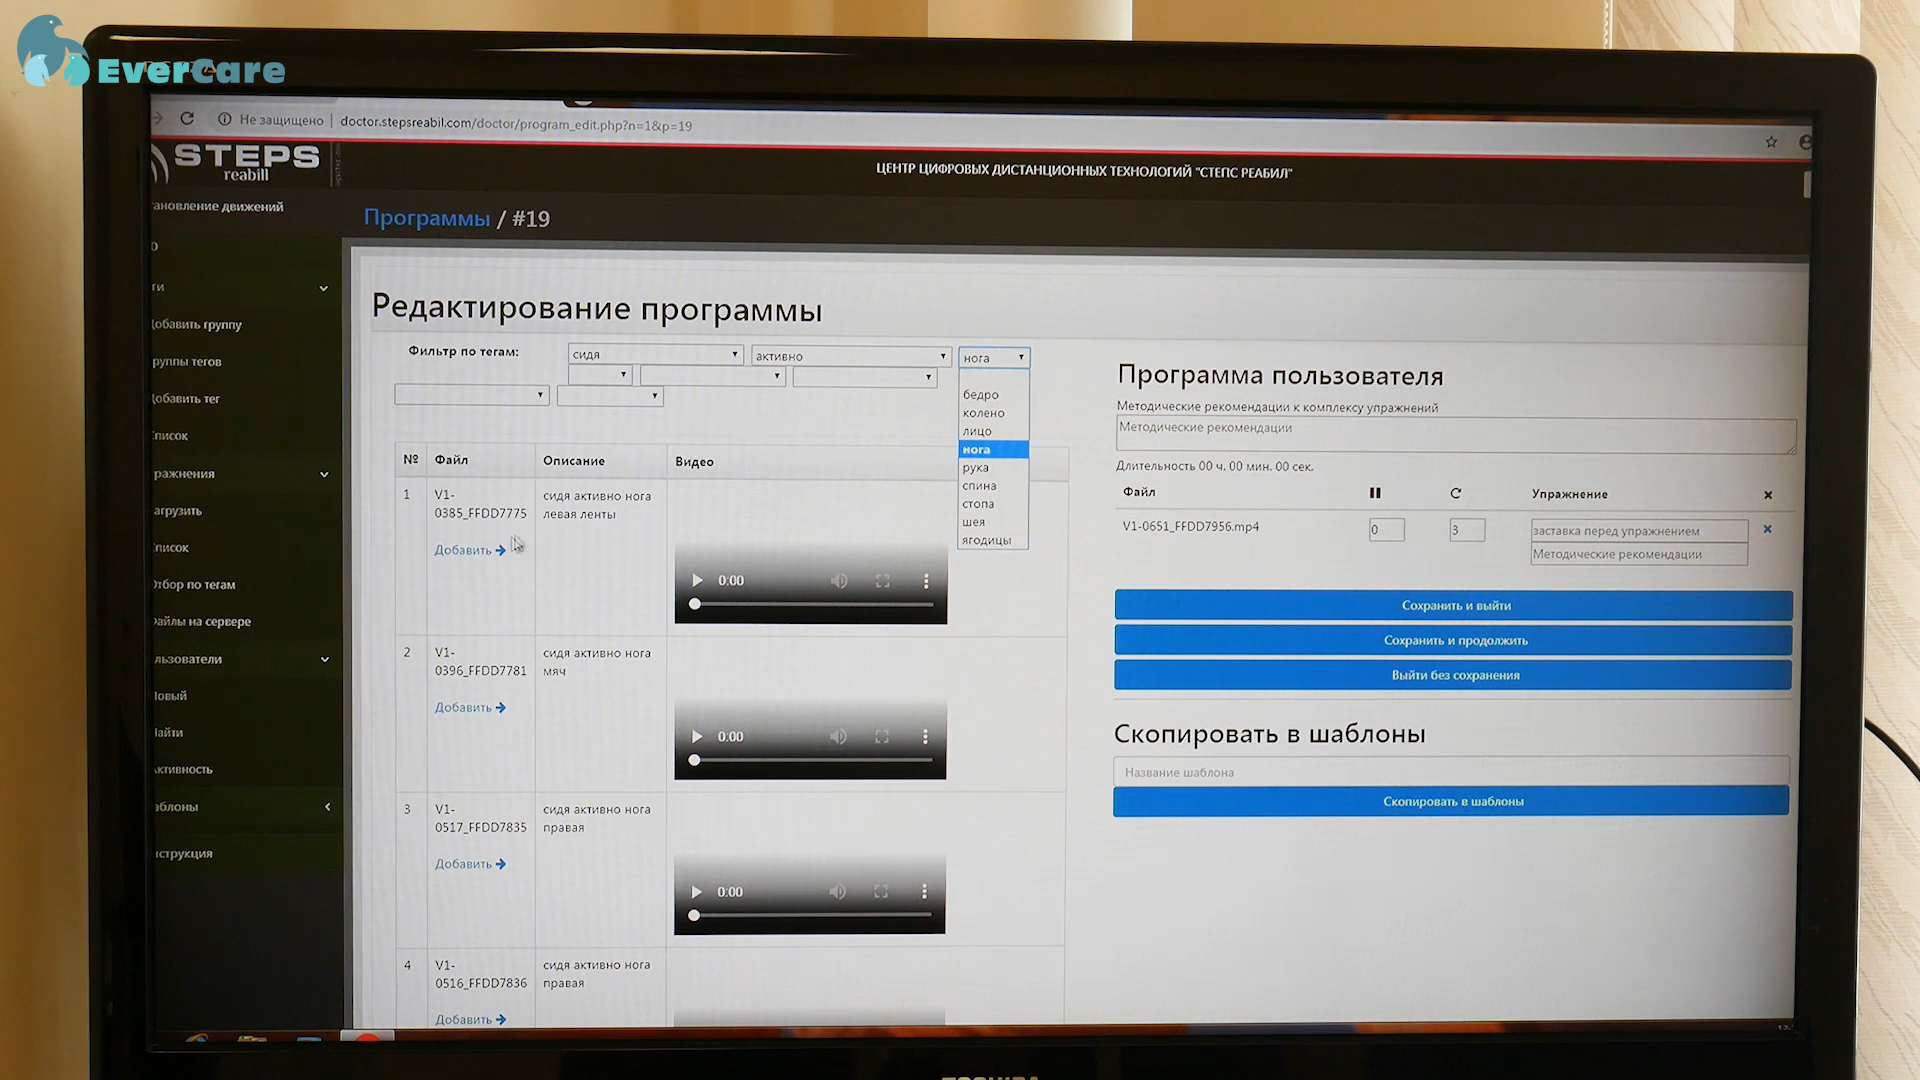 EverCare
Не защищено
doctor.stepsreabil.com/doctor/program_edit.php?n=1&p=19
STEPS
reabill
ЦЕНТР ЦИФРОВЫХ ДИСТАНЦИОННЫХ ТЕХНОЛОГИЙ "СТЕПС РЕАБИЛ"
ановление движений
Программы / #19
ги
обавить группу
руппы тегов
обавить тег
писок
ражнения
агрузить
писок
тбор по тегам
айлы на сервере
льзователи
овый
айти
ктивность
аблоны
нструкция
Редактирование программы
Фильтр по тегам:
сидя
активно
нога
бедро
колено
лицо
нога
рука
спина
стопа
шея
ягодицы
№ Файл Описание Видео
1 V1-0385_FFDD7775 сидя активно нога левая ленты
Добавить
0:00
2 V1-0396_FFDD7781 сидя активно нога мяч
Добавить
0:00
3 V1-0517_FFDD7835 сидя активно нога правая
Добавить
0:00
4 V1-0516_FFDD7836 сидя активно нога правая
Добавить
Программа пользователя
Методические рекомендации к комплексу упражнений
Методические рекомендации
Длительность 00 ч. 00 мин. 00 сек.
Файл Упражнение
V1-0651_FFDD7956.mp4 0 3 заставка перед упражнением
Методические рекомендации
Сохранить и выйти
Сохранить и продолжить
Выйти без сохранения
Скопировать в шаблоны
Название шаблона
Скопировать в шаблоны